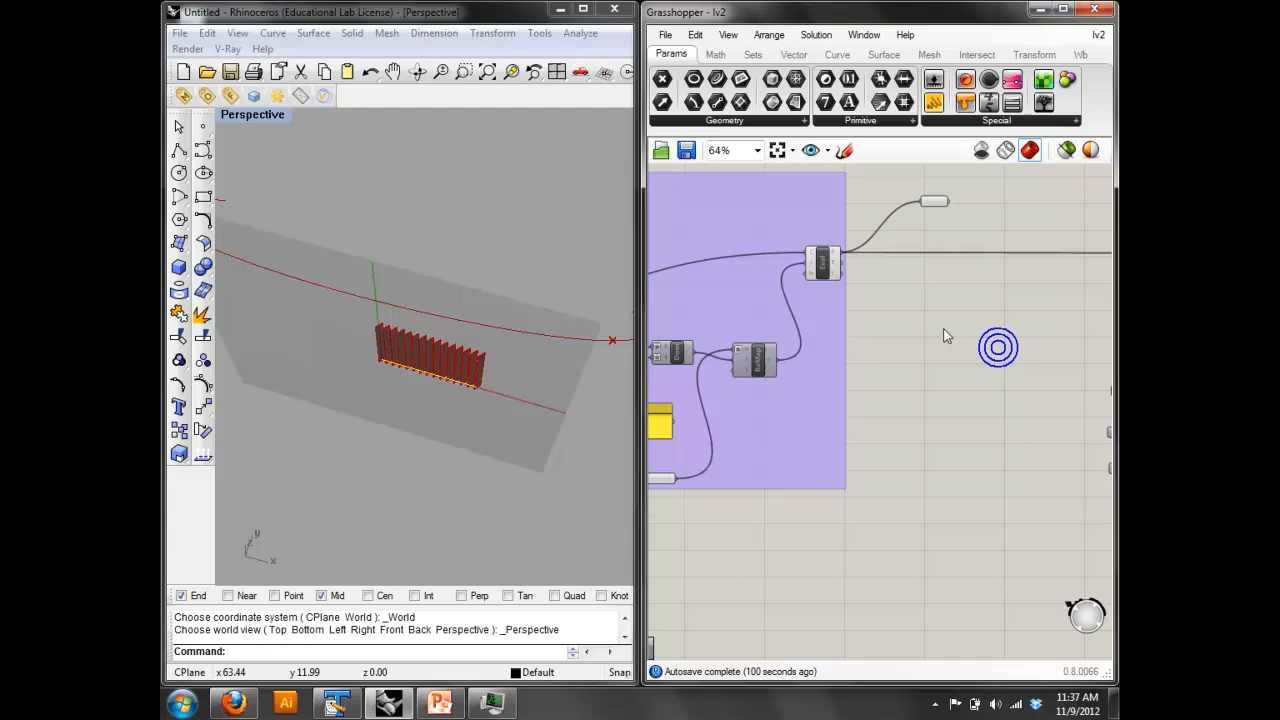 Untitled - Rhinoceros (Educational Lab License) - [Perspective]
File Edit View Curve Surface Solid Mesh Dimension Transform Tools Analyze
Render V-Ray Help
Perspective
y
z
x
End Near Point Mid Cen Int Perp Tan Quad Knot
Choose coordinate system ( CPlane World ): _World
Choose world view ( Top Bottom Left Right Front Back Perspective ): _Perspective
Command:
CPlane x 63.44 y 11.99 z 0.00 Default Snap
Grasshopper - lv2
File Edit View Arrange Solution Window Help lv2
Params Math Sets Vector Curve Surface Mesh Intersect Transform Wb
Geometry Primitive Special
64%
Eval
Dom
ReMap
Autosave complete (100 seconds ago) 0.8.0066
Ai
11:37 AM
11/9/2012